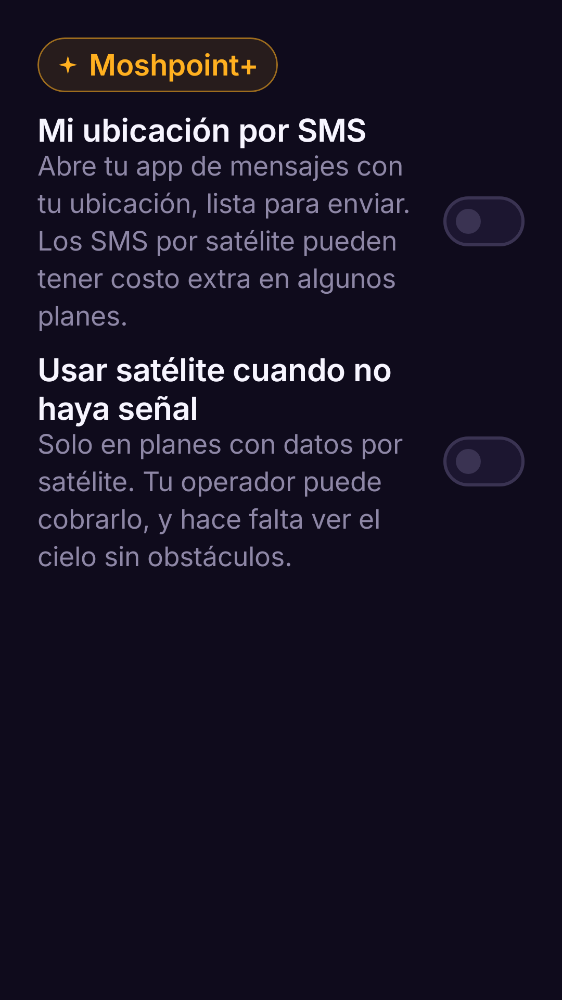 Moshpoint+
Mi ubicación por SMS
Abre tu app de mensajes con
tu ubicación, lista para enviar.
Los SMS por satélite pueden
tener costo extra en algunos
planes.
Usar satélite cuando no
haya señal
Solo en planes con datos por
satélite. Tu operador puede
cobrarlo, y hace falta ver el
cielo sin obstáculos.